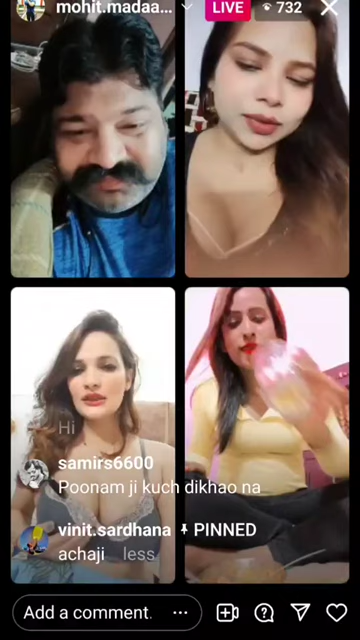 mohit.madaa...
LIVE
732
Hi
samirs6600
Poonam ji kuch dikhao na
vinit.sardhana PINNED
achaji less
Add a comment.